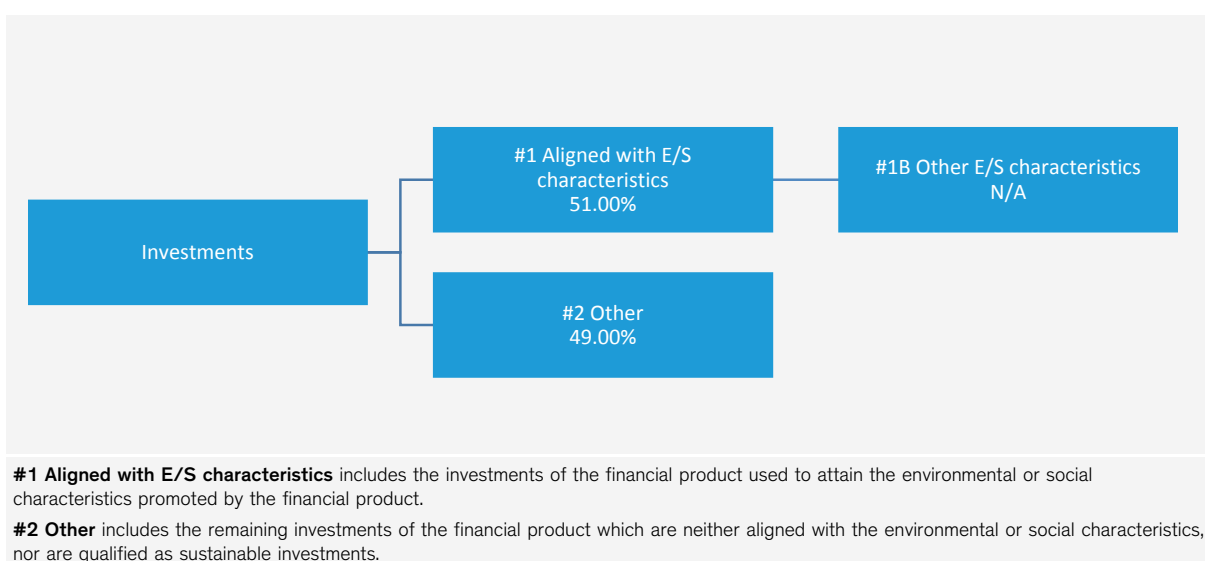 #1 Aligned with E/S
characteristics
51.00%
#1B Other E/S characteristics
N/A
Investments
#2 Other
49.00%
#1 Aligned with E/S characteristics includes the investments of the financial product used to attain the environmental or social
characteristics promoted by the financial product.
#2 Other includes the remaining investments of the financial product which are neither aligned with the environmental or social characteristics,
nor are qualified as sustainable investments.